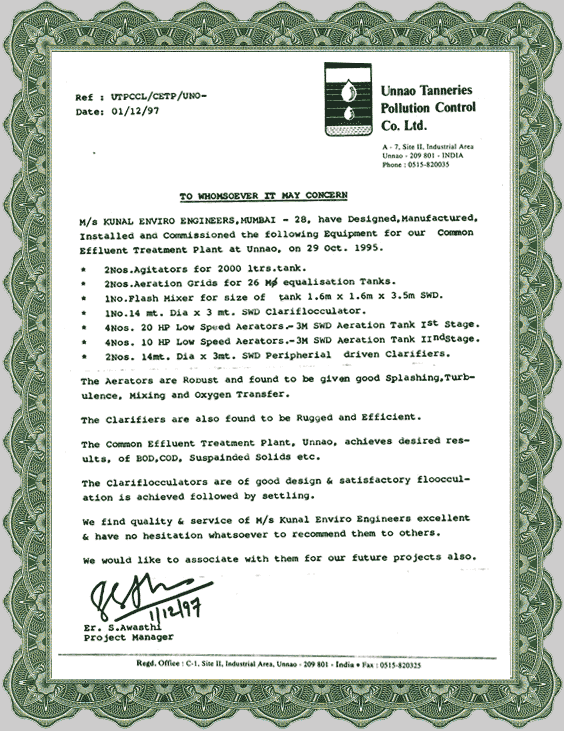 Ref : UTPCCL/CETP/UNO-
Date: 01/12/97
Unnao Tanneries
Pollution Control
Co. Ltd.
A - 7, Site II, Industrial Area
Unnao - 209 801 - INDIA
Phone : 0515-820035
TO WHOMSOEVER IT MAY CONCERN
M/s KUNAL ENVIRO ENGINEERS,MUMBAI - 28, have Designed,Manufactured,
Installed and Commissioned the following Equipment for our Common
Effluent Treatment Plant at Unnao, on 29 Oct. 1995.
* 2Nos.Agitators for 2000 ltrs.tank.
* 2Nos.Aeration Grids for 26 Mø equalisation Tanks.
* 1No.Flash Mixer for size of tank 1.6m x 1.6m x 3.5m SWD.
* 1No.14 mt. Dia x 3 mt. SWD Clariflocculator.
* 4Nos. 20 HP Low Speed Aerators.-3M SWD Aeration Tank Ist Stage.
* 4Nos. 10 HP Low Speed Aerators.-3M SWD Aeration Tank IIndStage.
* 2Nos. 14mt. Dia x 3mt. SWD Peripherial driven Clarifiers.
The Aerators are Robust and found to be given good Splashing,Turb-
ulence, Mixing and Oxygen Transfer.
The Clarifiers are also found to be Rugged and Efficient.
The Common Effluent Treatment Plant, Unnao, achieves desired res-
ults, of BOD,COD, Suspainded Solids etc.
The Clariflocculators are of good design & satisfactory flooccul-
ation is achieved followed by settling.
We find quality & service of M/s Kunal Enviro Engineers excellent
& have no hesitation whatsoever to recommend them to others.
We would like to associate with them for our future projects also.
1/12/97
Er. S.Awasthi
Project Manager
Regd. Office : C-1, Site II, Industrial Area, Unnao - 209 801 - India • Fax : 0515-820325